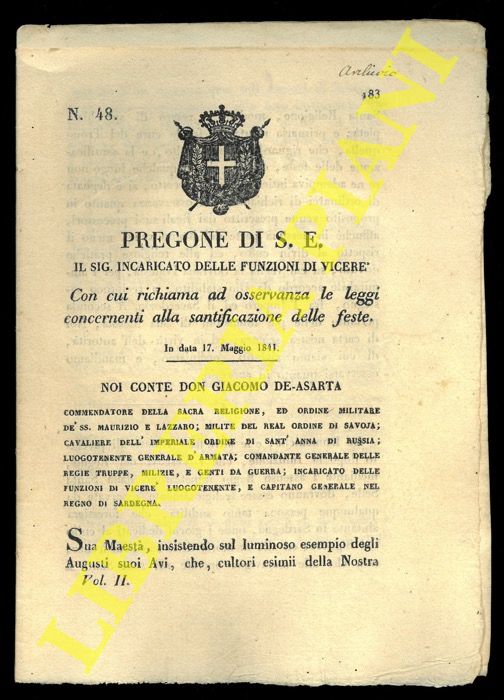 Archivio
183
N. 48.
PREGONE DI S. E.
IL SIG. INCARICATO DELLE FUNZIONI DI VICERE'
Con cui richiama ad osservanza le leggi
concernenti alla santificazione delle feste.
In data 17. Maggio 1841.
NOI CONTE DON GIACOMO DE-ASARTA
COMMENDATORE DELLA SACRA RELIGIONE, ED ORDINE MILITARE
DE'SS. MAURIZIO E LAZZARO; MILITE DEL REAL ORDINE DI SAVOJA;
CAVALIERE DELL'IMPERIALE ORDINE DI SANT'ANNA DI RUSSIA;
LUOGOTENENTE GENERALE D'ARMATA; COMANDANTE GENERALE DELLE
REGIE TRUPPE, MILIZIE, E GENTI DA GUERRA; INCARICATO DELLE
FUNZIONI DI VICERE' LUOGOTENENTE, E CAPITANO GENERALE NEL
REGNO DI SARDEGNA.
Sua Maestà, insistendo sul luminoso esempio degli
Augusti suoi Avi, che, cultori esimii della Nostra
Vol. II.
LIBRERIA PIANI